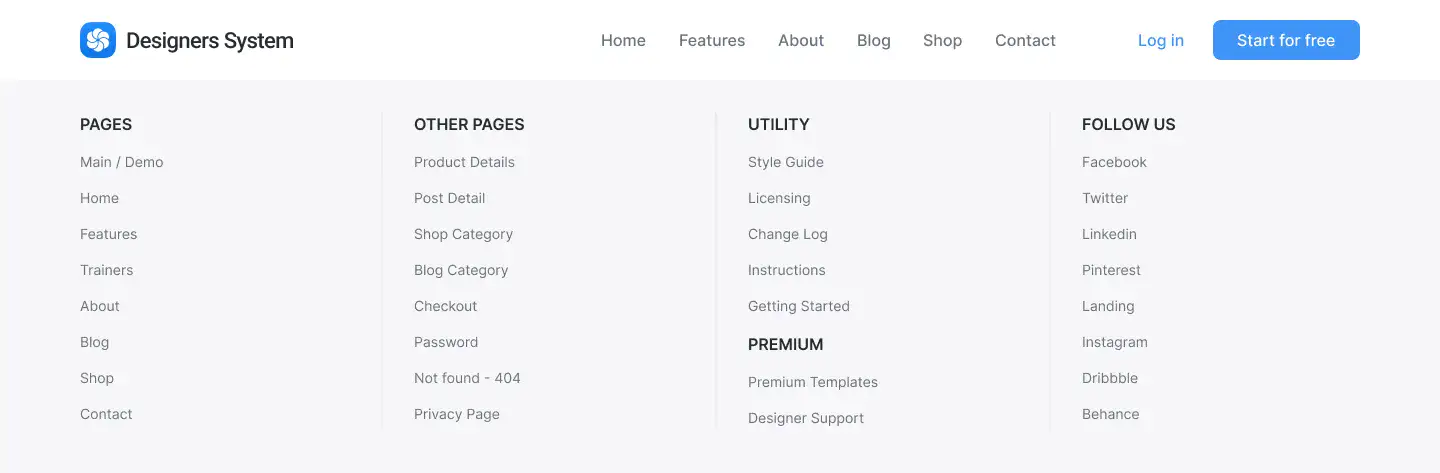 Designers System
Home
Features
About
Blog
Shop
Contact
Log in
Start for free
PAGES
Main / Demo
Home
Features
Trainers
About
Blog
Shop
Contact
OTHER PAGES
Product Details
Post Detail
Shop Category
Blog Category
Checkout
Password
Not found - 404
Privacy Page
UTILITY
Style Guide
Licensing
Change Log
Instructions
Getting Started
PREMIUM
Premium Templates
Designer Support
FOLLOW US
Facebook
Twitter
Linkedin
Pinterest
Landing
Instagram
Dribbble
Behance